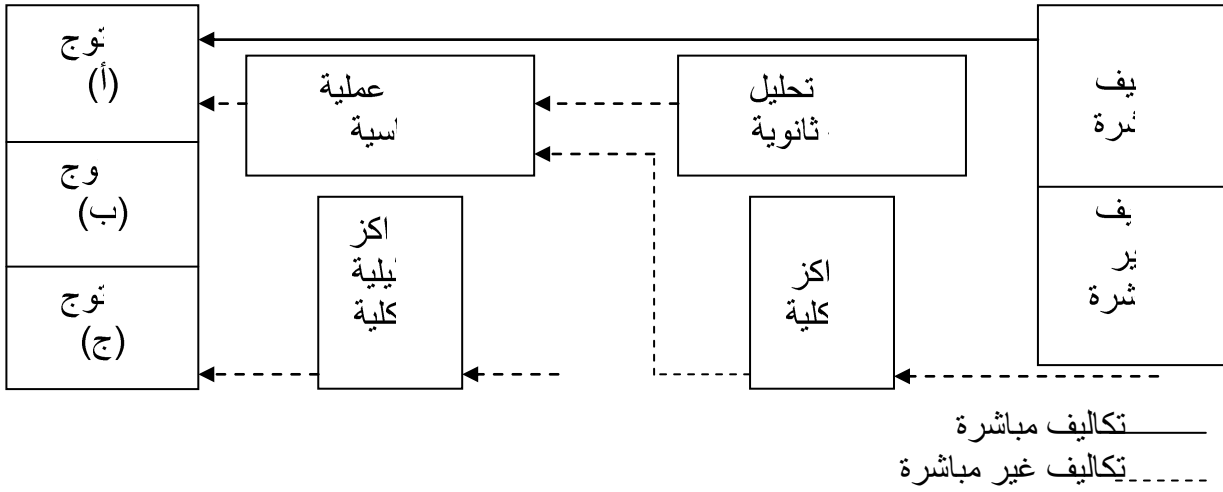 يف
شرة
يف
ير
شرة
تحليل
ثانوية
اكز
كلية
عملية
اسية
اكز
ليلية
كلية
توج
(أ)
وج
(ب)
توج
(ج)
تكاليف مباشرة
تكاليف غير مباشرة